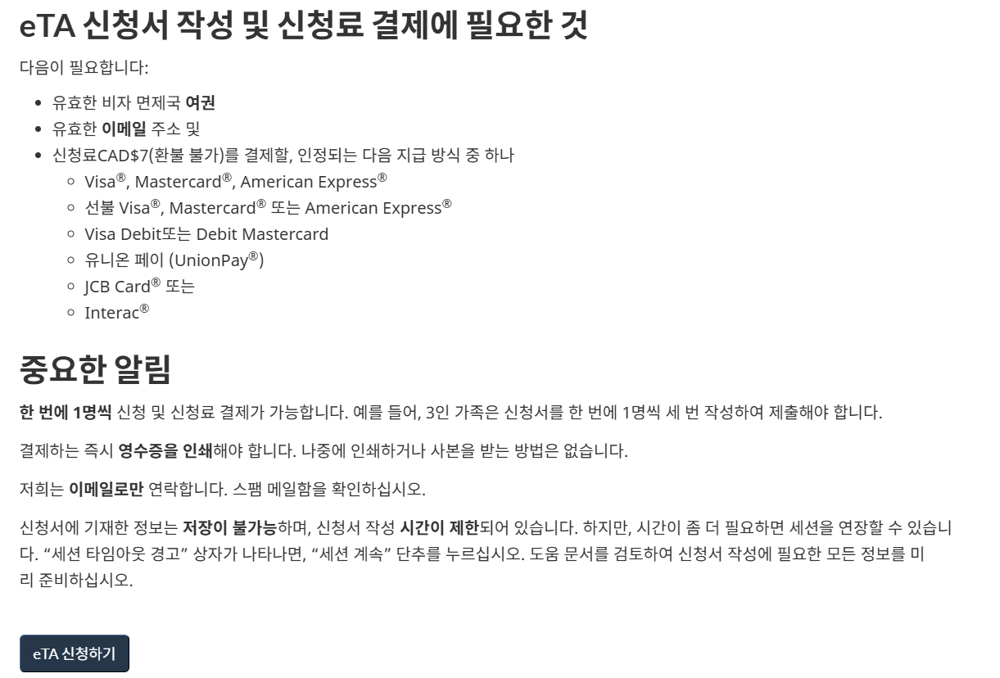 eTA 신청서 작성 및 신청료 결제에 필요한 것
다음이 필요합니다:
유효한 비자 면제국 여권
유효한 이메일 주소 및
신청료CAD$7(환불 불가)를 결제할, 인정되는 다음 지급 방식 중 하나
Visa®, Mastercard®, American Express®
선불 Visa®, Mastercard® 또는 American Express®
Visa Debit또는 Debit Mastercard
유니온 페이 (UnionPay®)
JCB Card® 또는
Interac®
중요한 알림
한 번에 1명씩 신청 및 신청료 결제가 가능합니다. 예를 들어, 3인 가족은 신청서를 한 번에 1명씩 세 번 작성하여 제출해야 합니다.
결제하는 즉시 영수증을 인쇄해야 합니다. 나중에 인쇄하거나 사본을 받는 방법은 없습니다.
저희는 이메일로만 연락합니다. 스팸 메일함을 확인하십시오.
신청서에 기재한 정보는 저장이 불가능하며, 신청서 작성 시간이 제한되어 있습니다. 하지만, 시간이 좀 더 필요하면 세션을 연장할 수 있습니
다. “세션 타임아웃 경고” 상자가 나타나면, “세션 계속” 단추를 누르십시오. 도움 문서를 검토하여 신청서 작성에 필요한 모든 정보를 미
리 준비하십시오.
eTA 신청하기